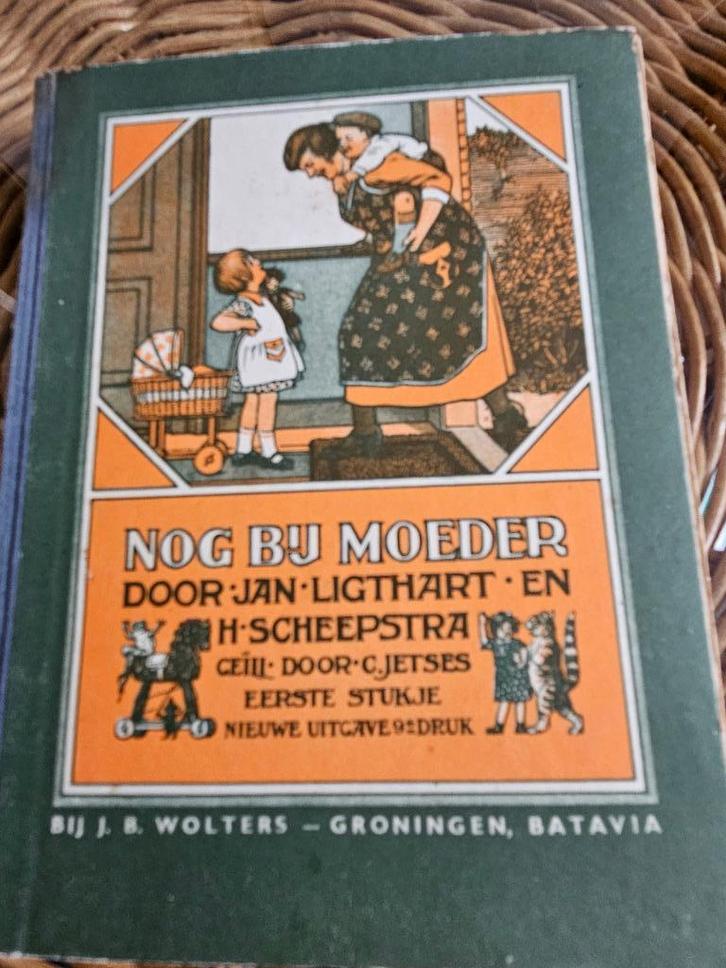 NOG BIJ MOEDER
DOOR·JAN·LIGTHART·EN
H·SCHEEPSTRA
GEÏLL·DOOR·C.JETSES
EERSTE STUKJE
NIEUWE UITGAVE 9E DRUK
BIJ J. B. WOLTERS — GRONINGEN, BATAVIA